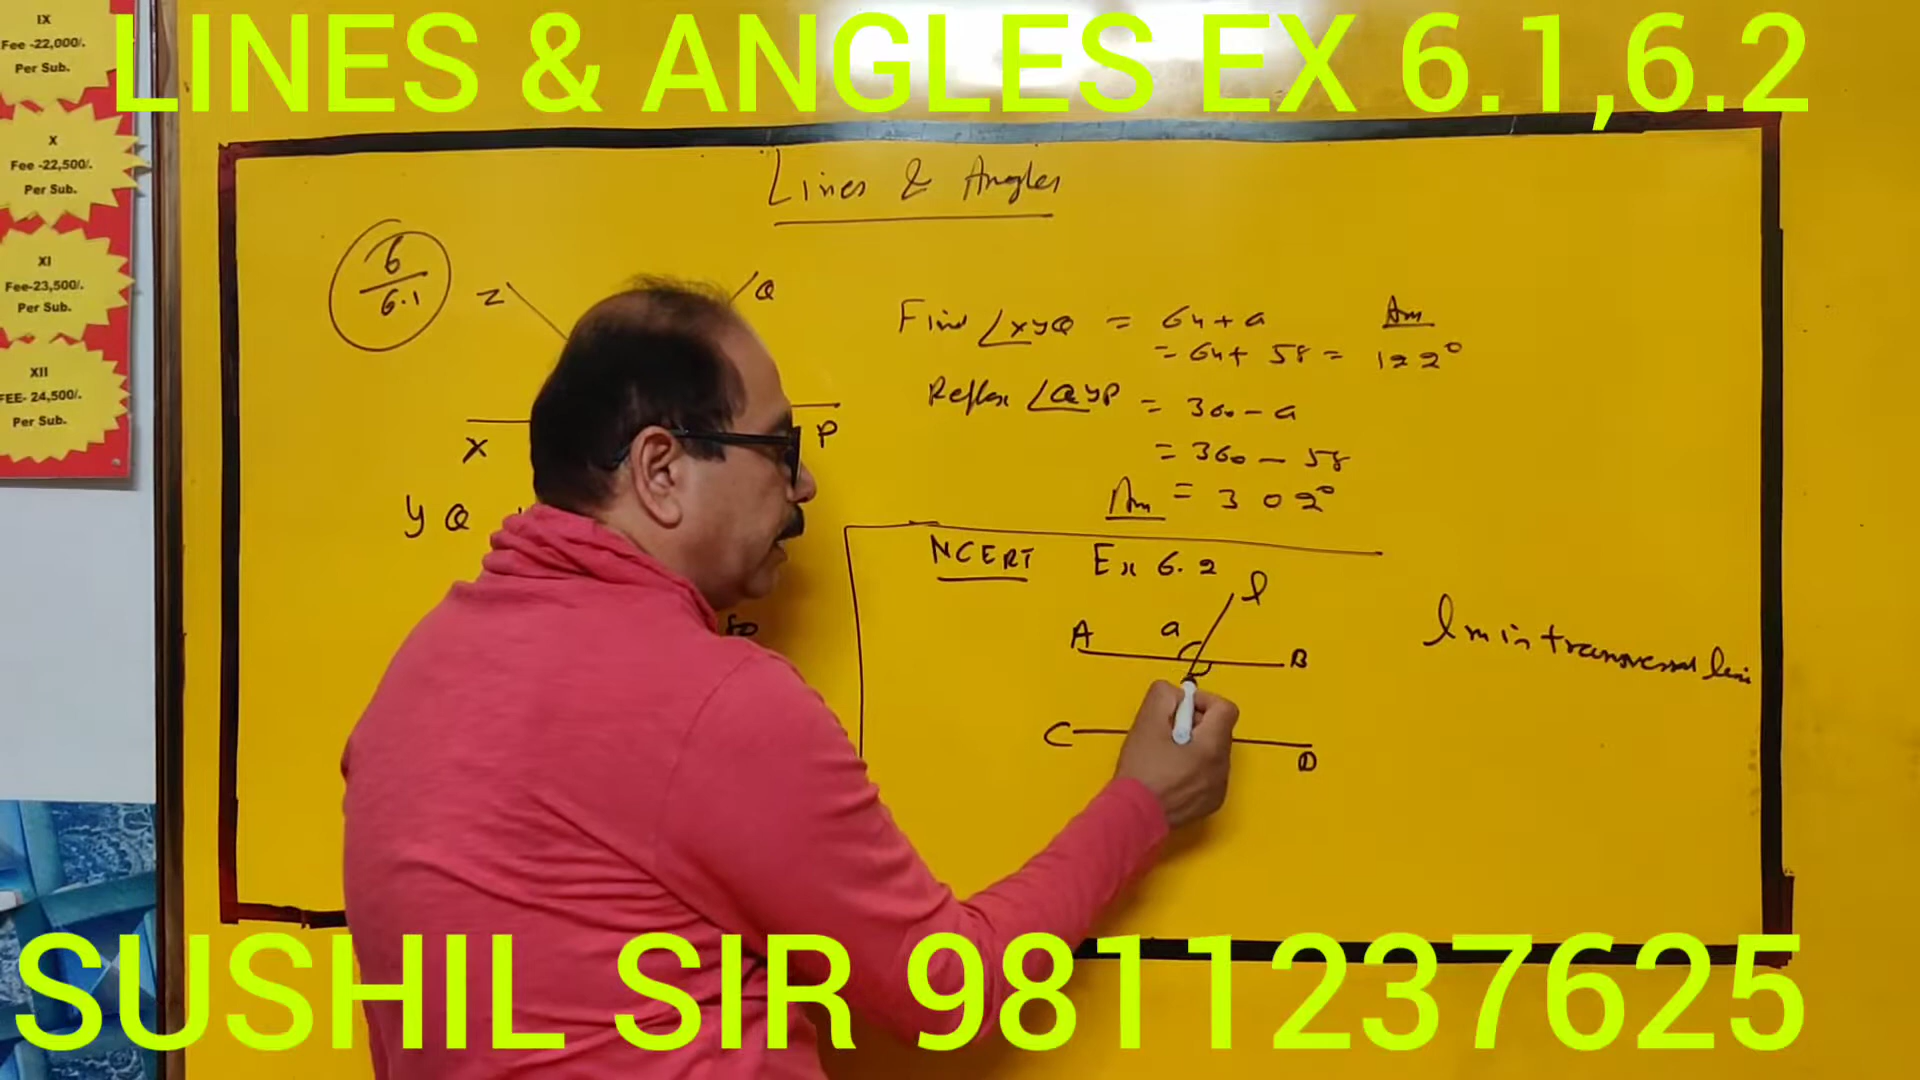 LINES & ANGLES EX 6.1,6.2
IX
Fee -22,000/.
Per Sub.
X
Fee -22,500/.
Per Sub.
XI
Fee-23,500/.
Per Sub.
XII
FEE- 24,500/.
Per Sub.
Lines & Angles
6
6.1
Z
Q
X
P
Y Q
Find ∠XYQ = 64+a Ans
= 64+ 58 = 122°
Reflex ∠QYP = 360-a
= 360-58
Ans = 302°
NCERT Ex 6.2
l
A a B
C D
lm is transversal line
SUSHIL SIR 9811237625